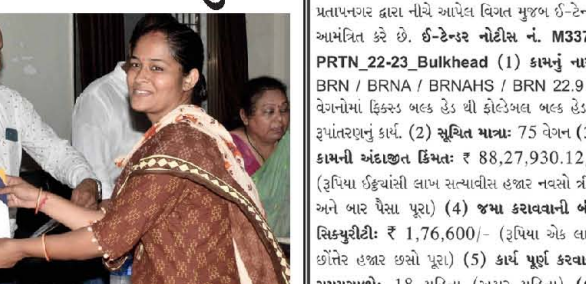 પ્રતાપનગર દ્વારા નીચે આપેલ વિગત મુજબ ઈ-ટેન
આમંત્રિત કરે છે. ઈ-ટેન્ડર નોટીસ નં. M337
PRTN_22-23_Bulkhead (1) કામનું ના
BRN / BRNA / BRNAHS / BRN 22.9
વેગનોમાં ફિક્સ્ડ બલ્ક હેડ થી ફોલ્ડેબલ બલ્ક હેડ
રૂપાંતરણનું કાર્ય. (2) સૂચિત માત્રાઃ 75 વેગન (
કામની અંદાજીત કિંમતઃ ₹ 88,27,930.12
(રૂપિયા ઈઠ્ઠયાંસી લાખ સત્યાવીસ હજાર નવસો ત્રી
અને બાર પૈસા પૂરા) (4) જમા કરાવવાની બ
સિક્યુરીટીઃ ₹ 1,76,600/- (રૂપિયા એક લા
છોંતેર હજાર છસો પૂરા) (5) કાર્ય પૂર્ણ કરવા